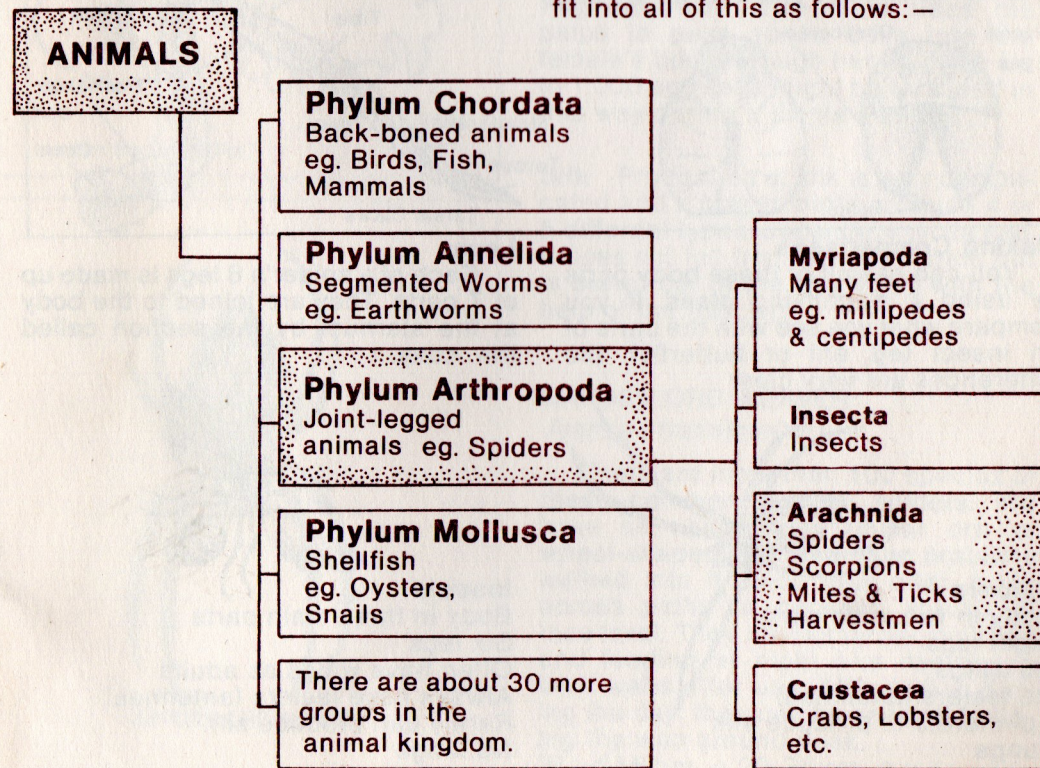 fit into all of this as follows:
ANIMALS
Phylum Chordata
Back-boned animals
eg. Birds, Fish,
Mammals
Phylum Annelida
Segmented Worms
eg. Earthworms
Phylum Arthropoda
Joint-legged
animals eg. Spiders
Phylum Mollusca
Shellfish
eg Oysters,
Snails
There are about 30 more
groups in the
animal kingdom.
Myriapoda
Many feet
eg. millipedes
& centipedes
Insecta
Insects
Arachnida
Spiders
Scorpions
Mites & Ticks
Harvestmen
Crustacea
Crabs, Lobsters,
etc.